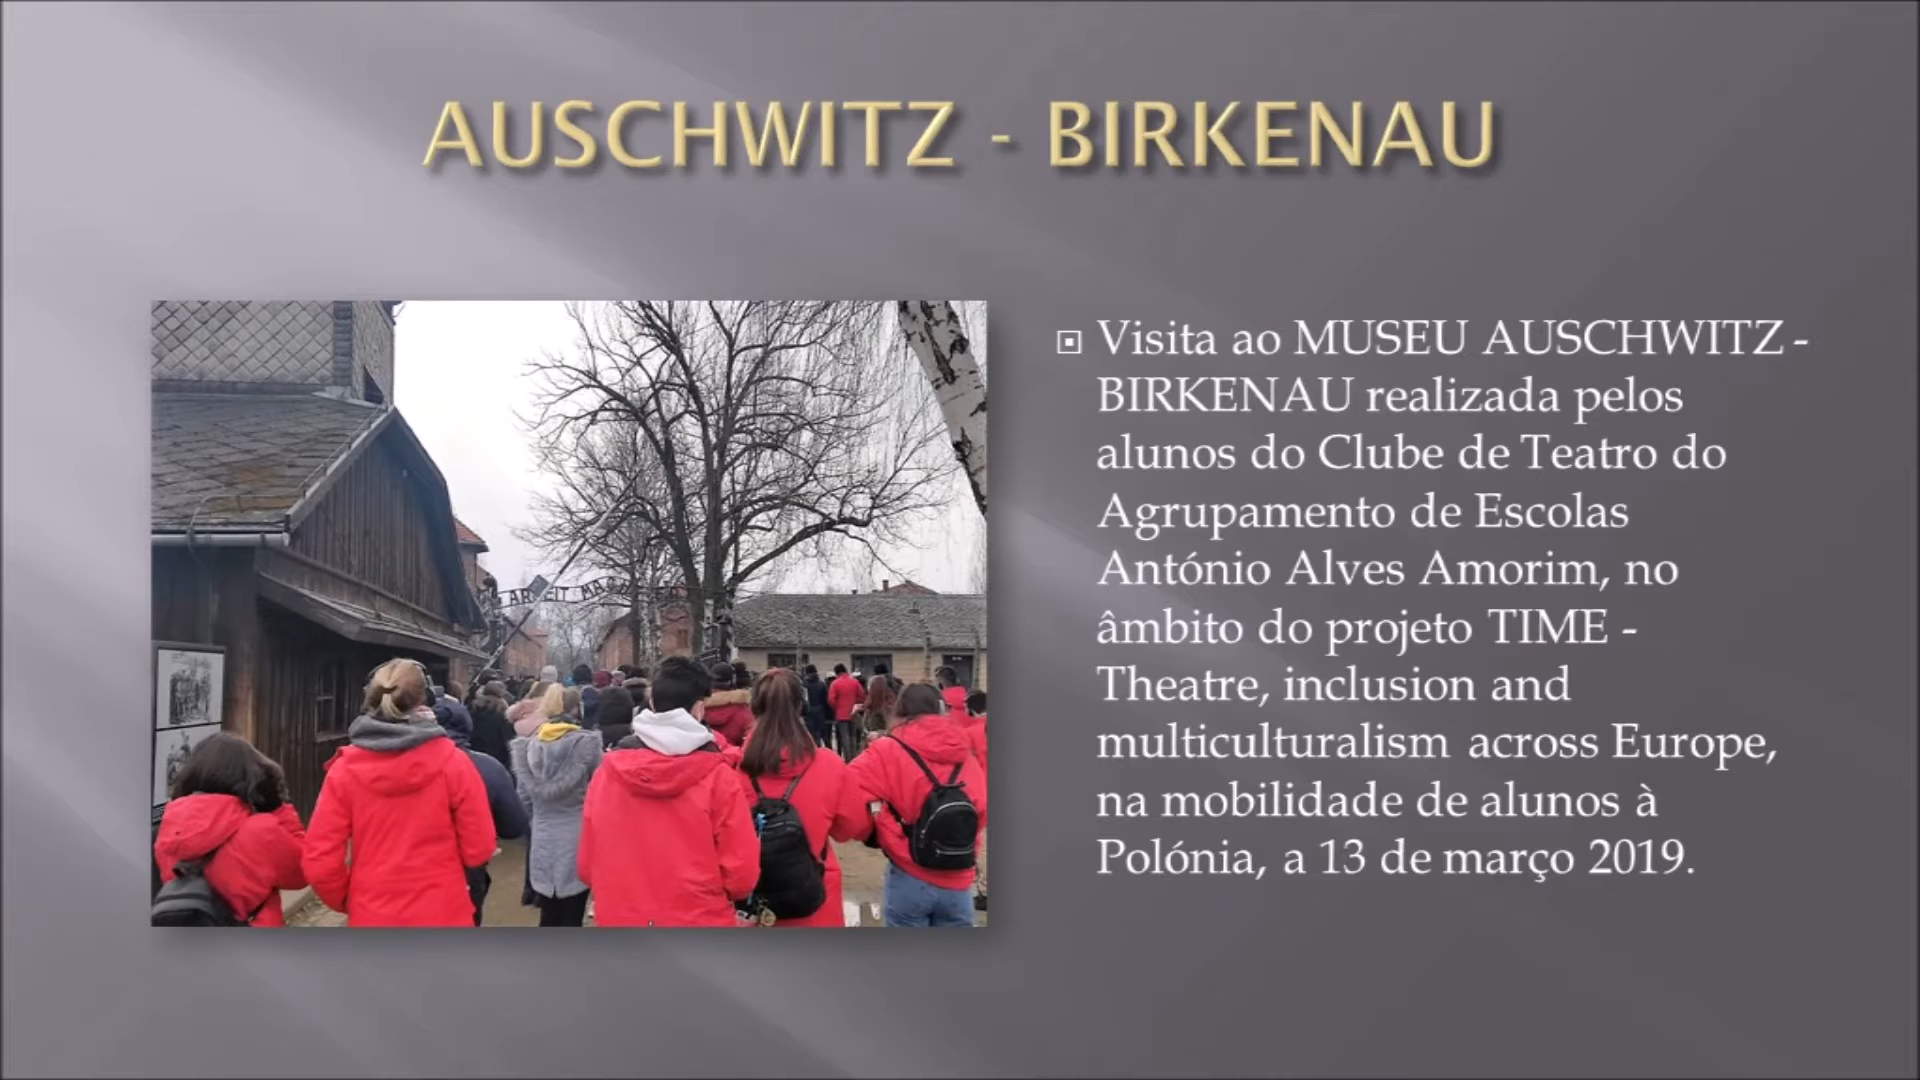 AUSCHWITZ - BIRKENAU
Visita ao MUSEU AUSCHWITZ -
BIRKENAU realizada pelos
alunos do Clube de Teatro do
Agrupamento de Escolas
António Alves Amorim, no
âmbito do projeto TIME -
Theatre, inclusion and
multiculturalism across Europe,
na mobilidade de alunos à
Polónia, a 13 de março 2019.